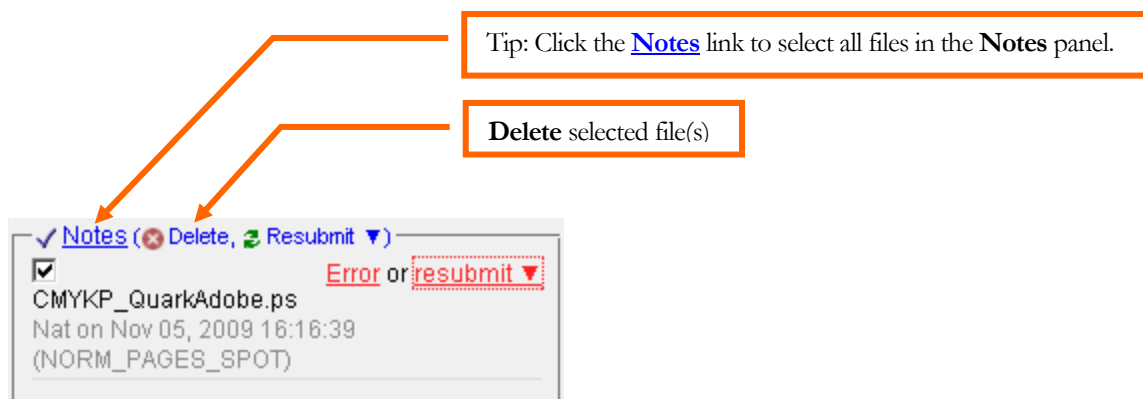 Tip: Click the Notes link to select all files in the Notes panel.
Delete selected file(s)
Notes (Delete, Resubmit ▼)
Error or resubmit ▼
CMYKP_QuarkAdobe.ps
Nat on Nov 05, 2009 16:16:39
(NORM_PAGES_SPOT)